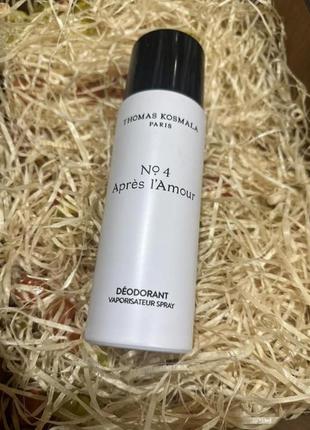 THOMAS KOSMALA
PARIS
Nº 4
Après l'Amour
DÉODORANT
VAPORISATEUR SPRAY